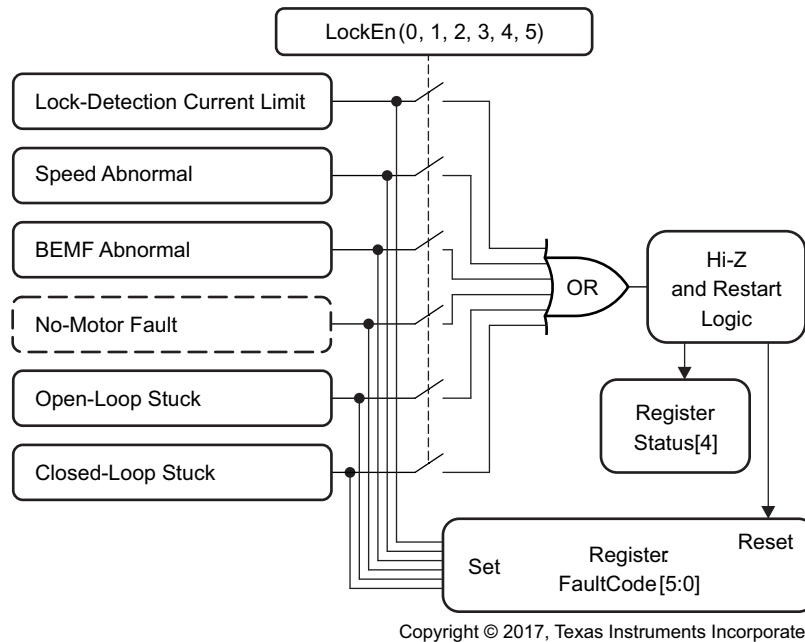 LockEn(0, 1, 2, 3, 4, 5)
Lock-Detection Current Limit
Speed Abnormal
BEMF Abnormal
No-Motor Fault
Open-Loop Stuck
Closed-Loop Stuck
OR
Hi-Z
and Restart
Logic
Register
Status[4]
Reset
Set
Register
FaultCode[5:0]
Copyright © 2017, Texas Instruments Incorporate